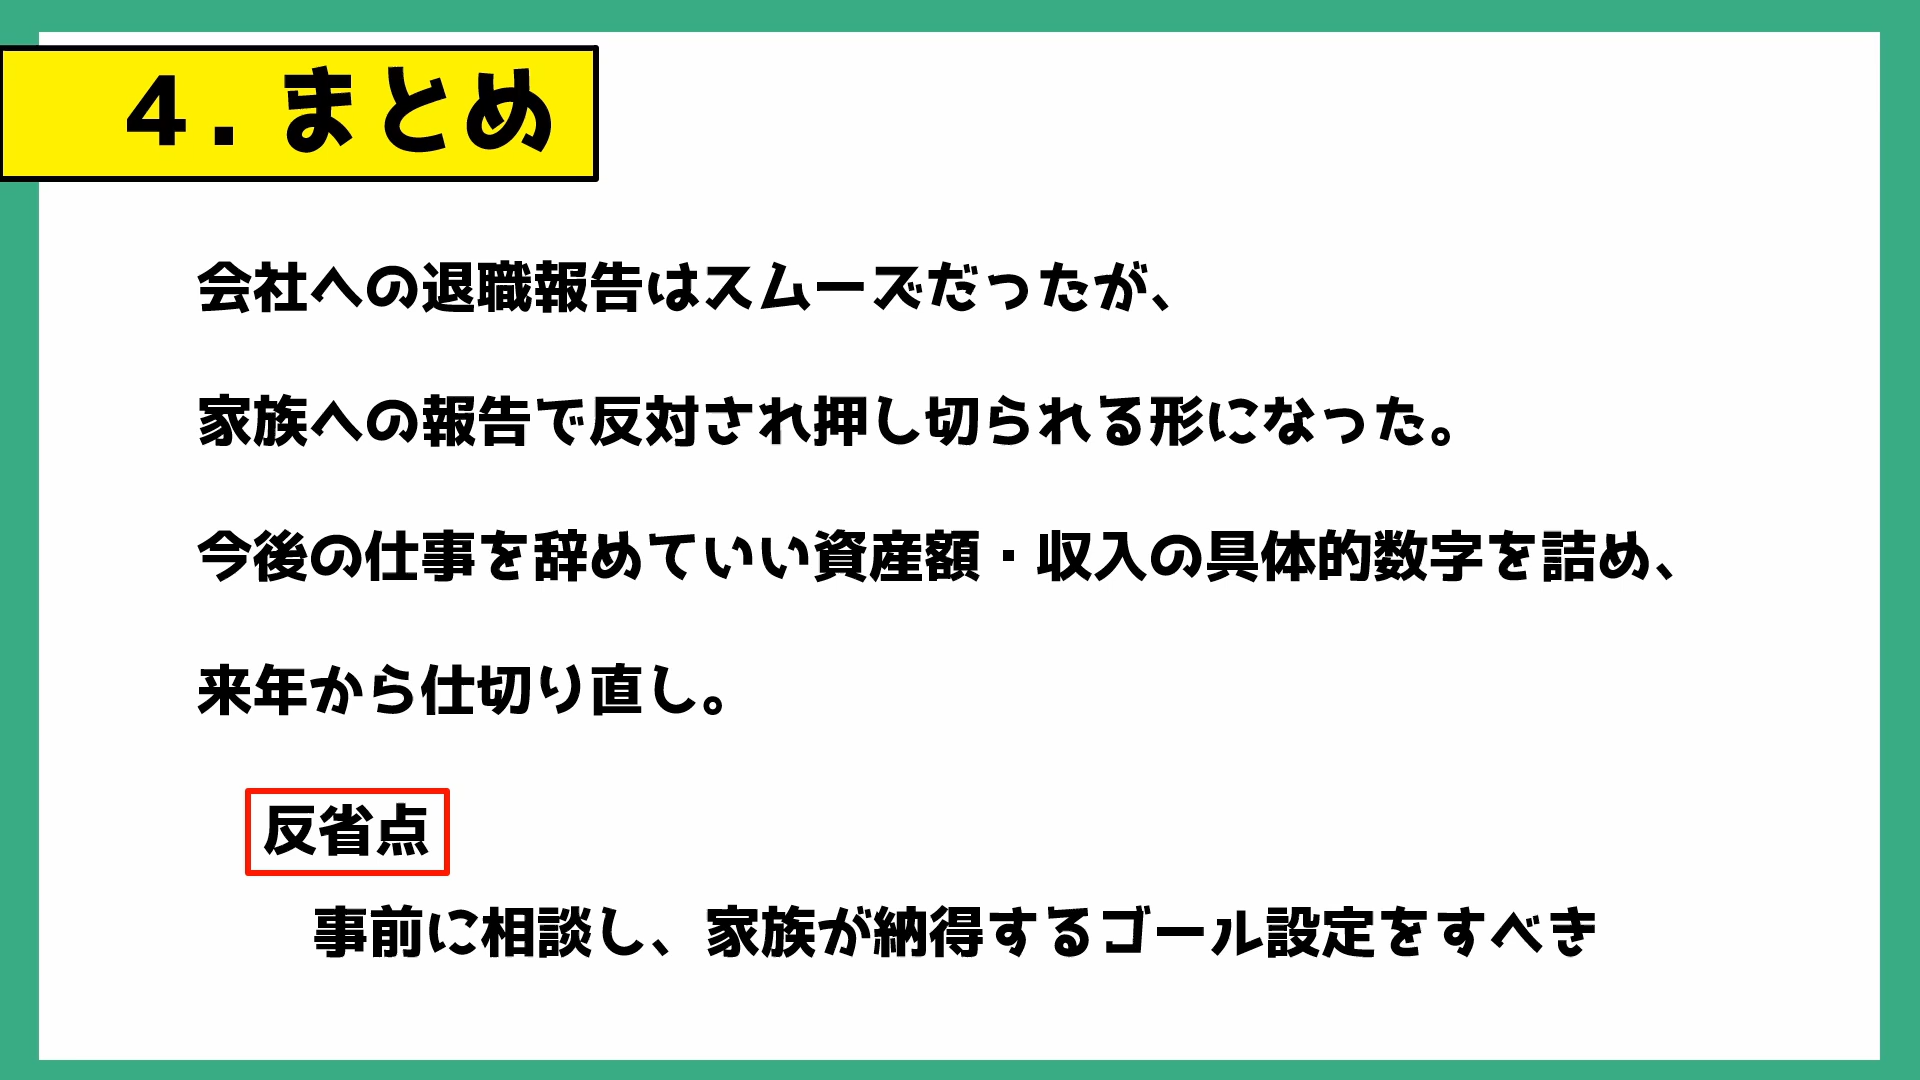 4．まとめ
会社への退職報告はスムーズだったが、
家族への報告で反対され押し切られる形になった。
今後の仕事を辞めていい資産額・収入の具体的数字を詰め、
来年から仕切り直し。
反省点
事前に相談し、家族が納得するゴール設定をすべき